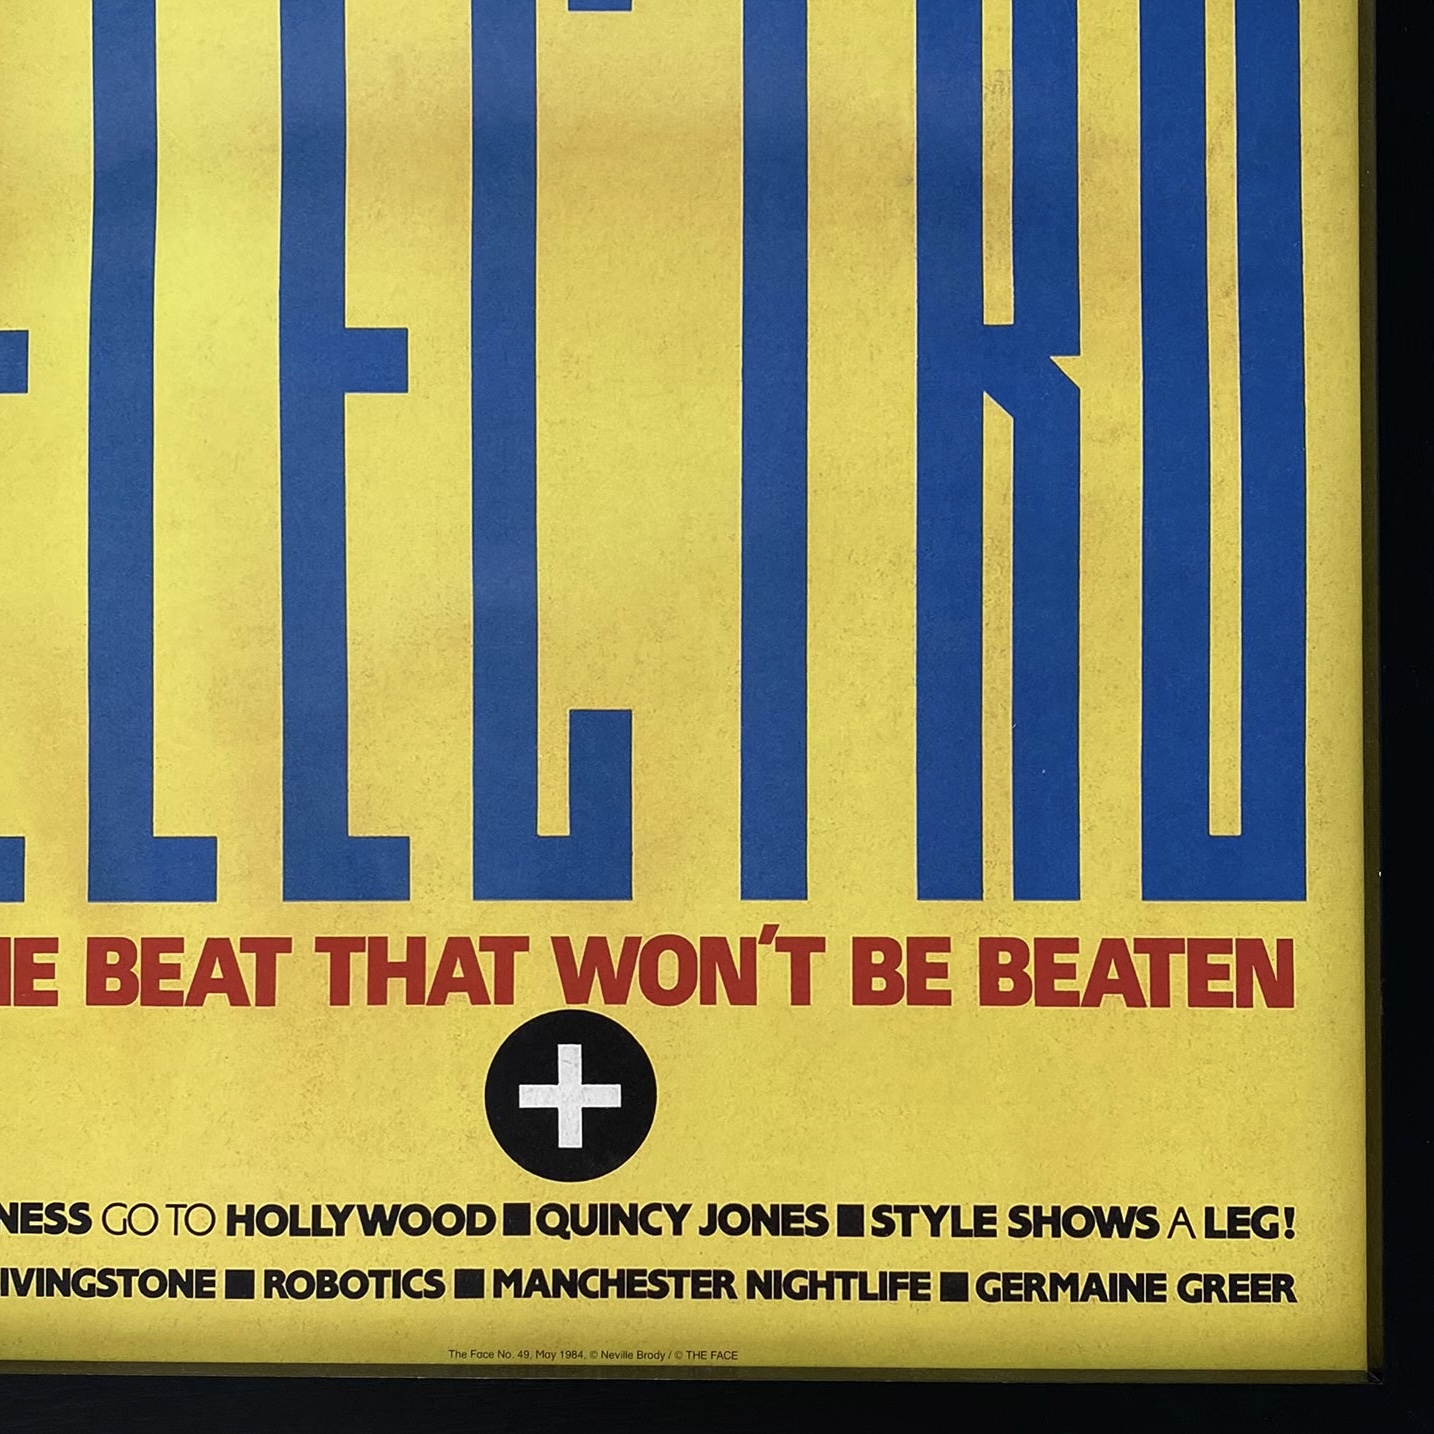 ELECTRO
HE BEAT THAT WON'T BE BEATEN
+
NESS GO TO HOLLYWOOD ■ QUINCY JONES ■ STYLE SHOWS A LEG!
IVINGSTONE ■ ROBOTICS ■ MANCHESTER NIGHTLIFE ■ GERMAINE GREER
The Face No. 49, May 1984, © Neville Brody / © THE FACE